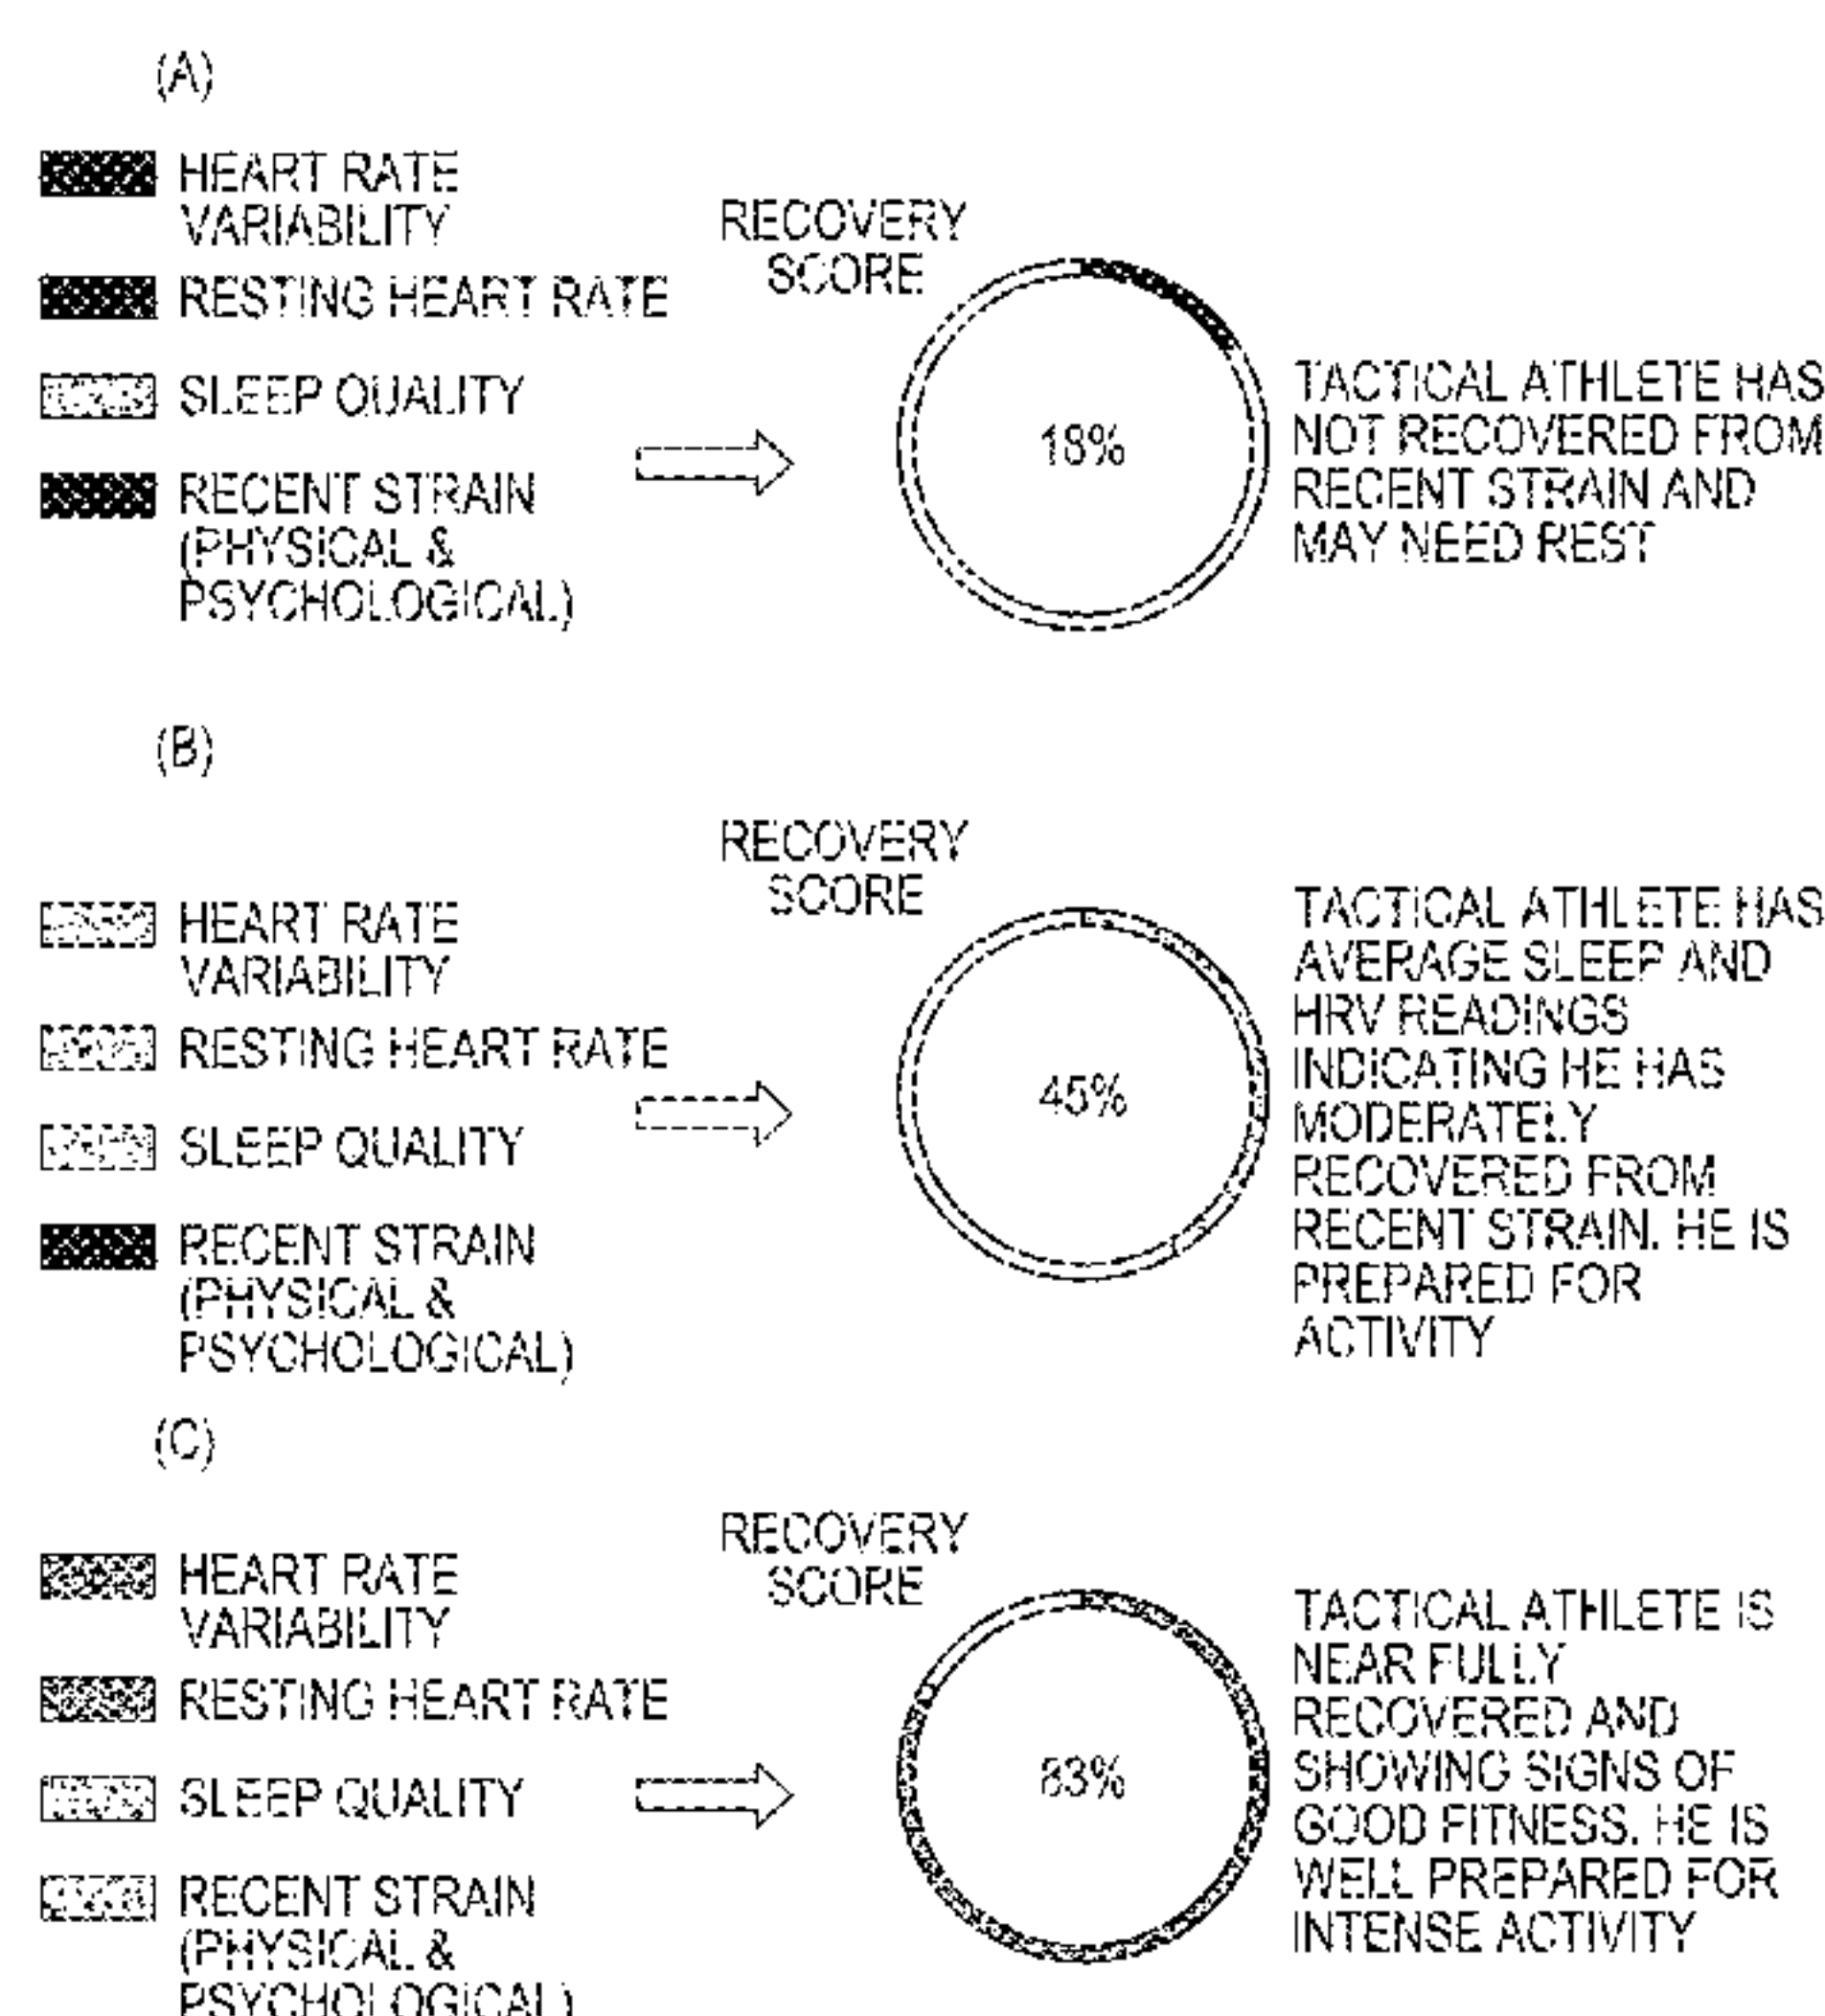 (A)
HEART RATE
VARIABILITY
RESTING HEART RATE
SLEEP QUALITY
RECENT STRAIN
(PHYSICAL &
PSYCHOLOGICAL)
RECOVERY
SCORE
18%
TACTICAL ATHLETE HAS
NOT RECOVERED FROM
RECENT STRAIN AND
MAY NEED REST
(B)
HEART RATE
VARIABILITY
RESTING HEART RATE
SLEEP QUALITY
RECENT STRAIN
(PHYSICAL &
PSYCHOLOGICAL)
RECOVERY
SCORE
45%
TACTICAL ATHLETE HAS
AVERAGE SLEEP AND
HRV READINGS
INDICATING HE HAS
MODERATELY
RECOVERED FROM
RECENT STRAIN. HE IS
PREPARED FOR
ACTIVITY
(C)
HEART RATE
VARIABILITY
RESTING HEART RATE
SLEEP QUALITY
RECENT STRAIN
(PHYSICAL &
PSYCHOLOGICAL)
RECOVERY
SCORE
83%
TACTICAL ATHLETE IS
NEAR FULLY
RECOVERED AND
SHOWING SIGNS OF
GOOD FITNESS. HE IS
WELL PREPARED FOR
INTENSE ACTIVITY